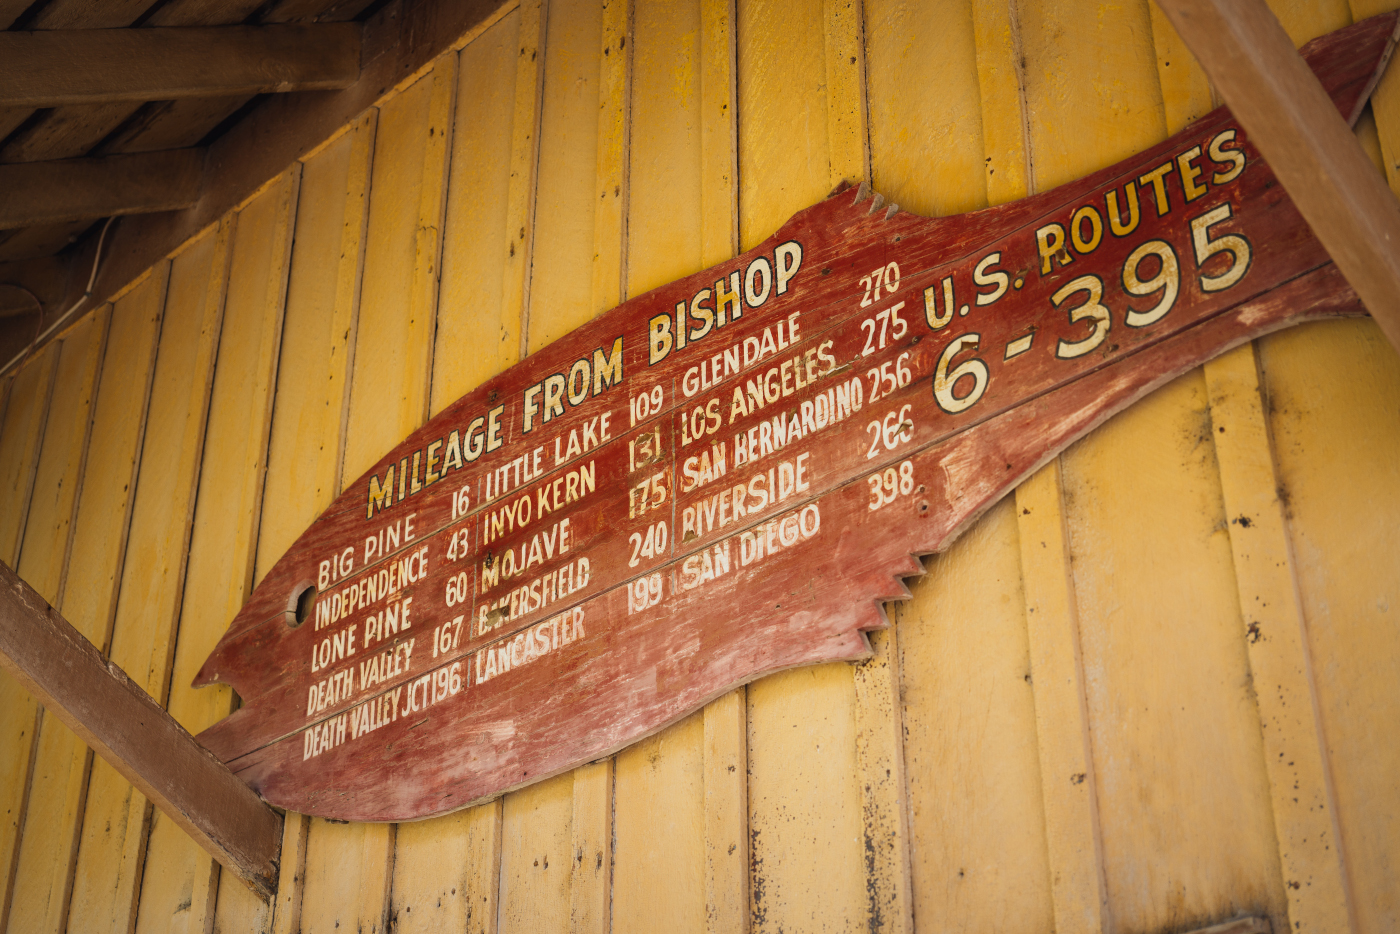 MILEAGE FROM BISHOP
BIG PINE 16
INDEPENDENCE 43
LONE PINE 60
DEATH VALLEY 167
DEATH VALLEY JCT 196
LITTLE LAKE 109
INYO KERN 131
MOJAVE 175
BAKERSFIELD 240
LANCASTER 199
GLENDALE 270
LOS ANGELES 275
SAN BERNARDINO 256
RIVERSIDE 266
SAN DIEGO 398
U.S. ROUTES
6-395